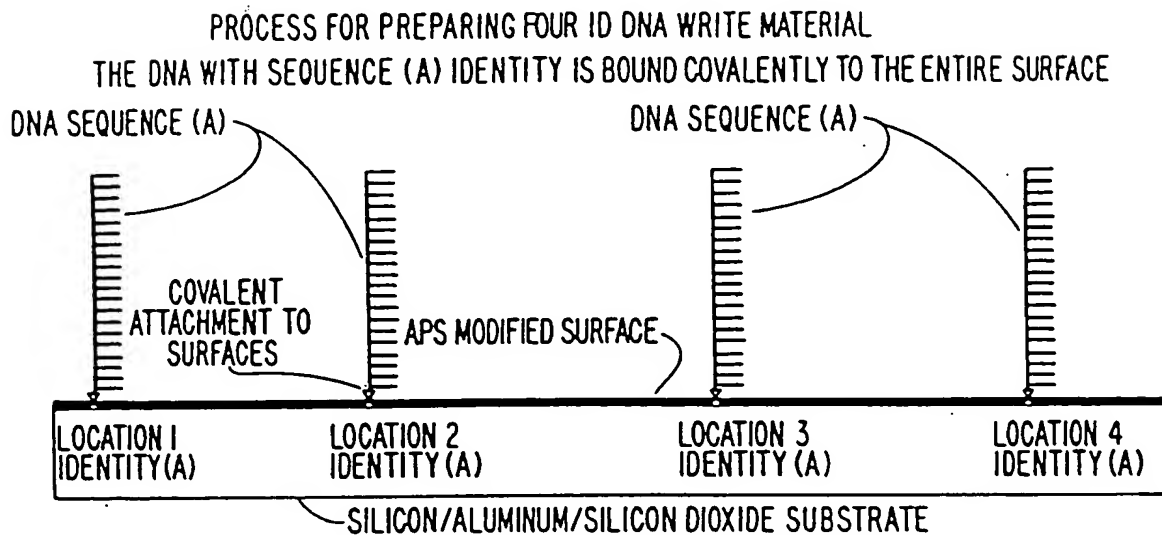 PROCESS FOR PREPARING FOUR ID DNA WRITE MATERIAL
THE DNA WITH SEQUENCE (A) IDENTITY IS BOUND COVALENTLY TO THE ENTIRE SURFACE
DNA SEQUENCE (A)
DNA SEQUENCE (A)
COVALENT
ATTACHMENT TO
SURFACES
APS MODIFIED SURFACE
LOCATION 1
IDENTITY (A)
LOCATION 2
IDENTITY (A)
LOCATION 3
IDENTITY (A)
LOCATION 4
IDENTITY (A)
SILICON/ALUMINUM/SILICON DIOXIDE SUBSTRATE